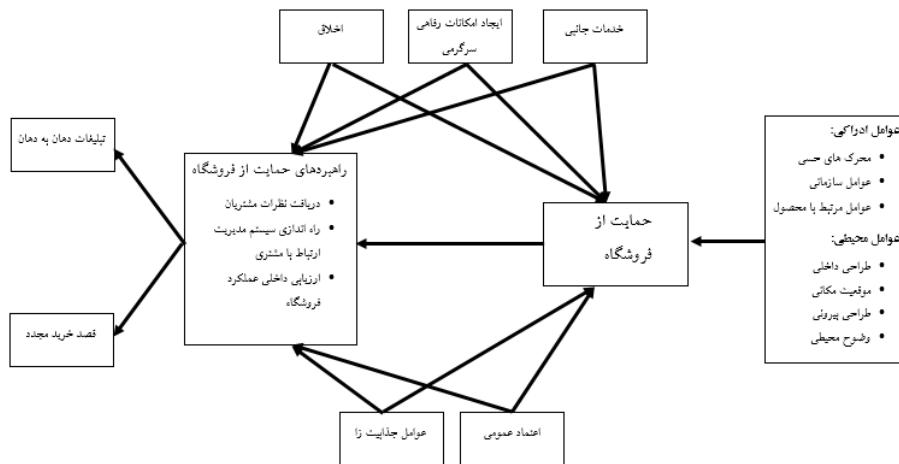 اخلاق
ایجاد امکانات رفاهی
سرگرمی
خدمات جانبی
عوامل ادراکی:
• محرک های حسی
• عوامل سازمانی
• عوامل مرتبط با محصول
عوامل محیطی:
• طراحی داخلی
• موقعیت مکانی
• طراحی بیرونی
• وضوح محیطی
حمایت از
فروشگاه
راهبردهای حمایت از فروشگاه
• دریافت نظرات مشتریان
• راه اندازی سیستم مدیریت
ارتباط با مشتری
• ارزیابی داخلی عملکرد
فروشگاه
تبلیغات دهان به دهان
قصد خرید مجدد
عوامل جذابیت زا
اعتماد عمومی